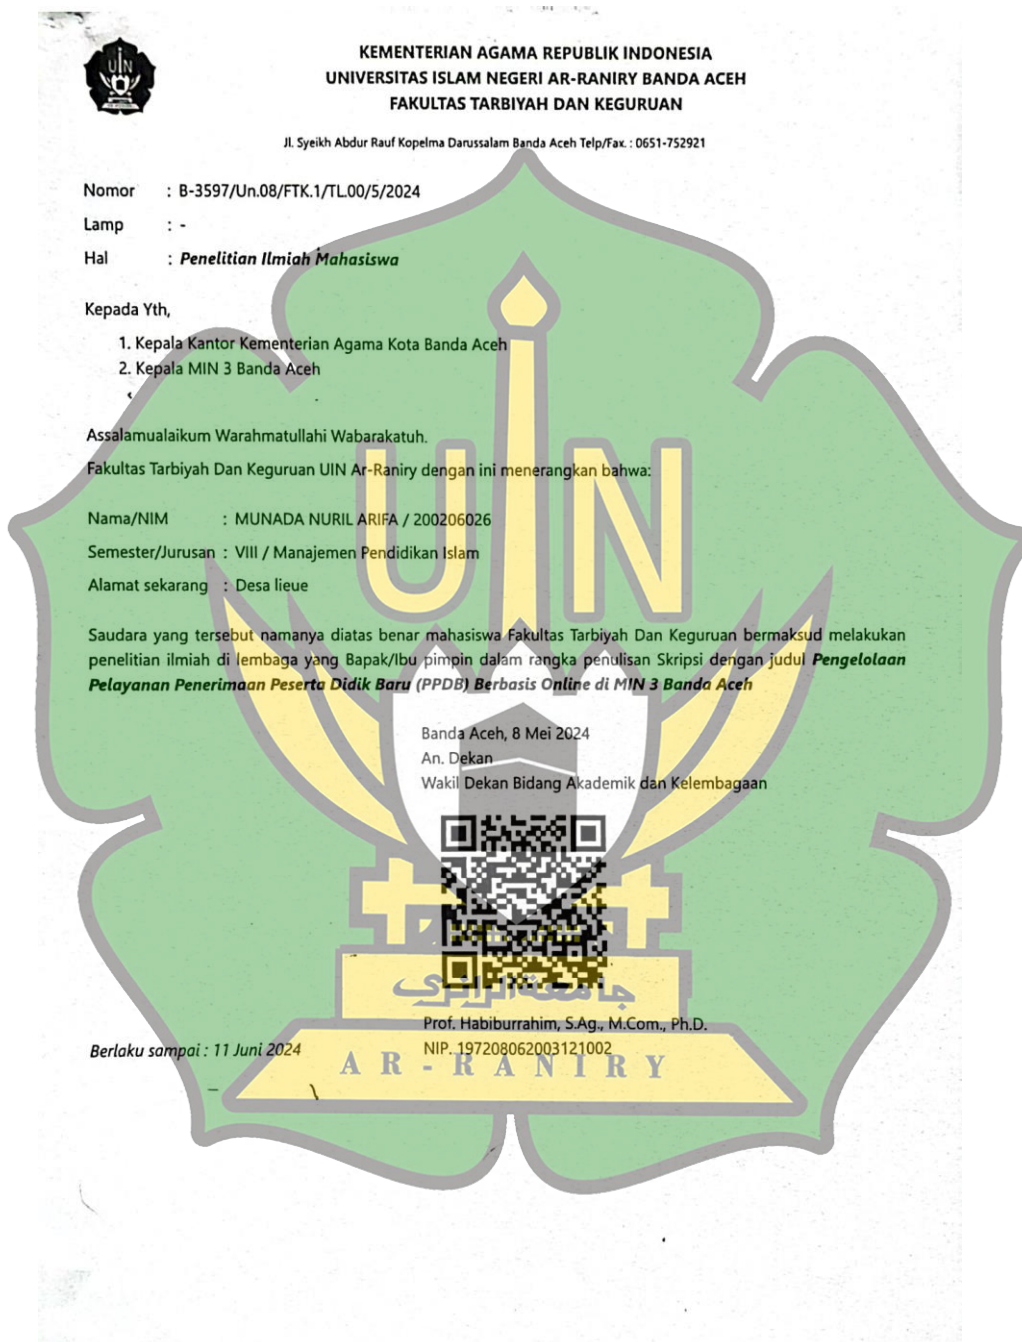 KEMENTERIAN AGAMA REPUBLIK INDONESIA
UNIVERSITAS ISLAM NEGERI AR-RANIRY BANDA ACEH
FAKULTAS TARBIYAH DAN KEGURUAN
Jl. Syeikh Abdur Rauf Kopelma Darussalam Banda Aceh Telp/Fax. : 0651-752921
Nomor : B-3597/Un.08/FTK.1/TL.00/5/2024
Lamp : -
Hal : Penelitian Ilmiah Mahasiswa
Kepada Yth,
1. Kepala Kantor Kementerian Agama Kota Banda Aceh
2. Kepala MIN 3 Banda Aceh
Assalamualaikum Warahmatullahi Wabarakatuh.
Fakultas Tarbiyah Dan Keguruan UIN Ar-Raniry dengan ini menerangkan bahwa:
Nama/NIM : MUNADA NURIL ARIFA / 200206026
Semester/Jurusan : VIII / Manajemen Pendidikan Islam
Alamat sekarang : Desa lieue
Saudara yang tersebut namanya diatas benar mahasiswa Fakultas Tarbiyah Dan Keguruan bermaksud melakukan
penelitian ilmiah di lembaga yang Bapak/Ibu pimpin dalam rangka penulisan Skripsi dengan judul Pengelolaan
Pelayanan Penerimaan Peserta Didik Baru (PPDB) Berbasis Online di MIN 3 Banda Aceh
Banda Aceh, 8 Mei 2024
An. Dekan
Wakil Dekan Bidang Akademik dan Kelembagaan
Prof. Habiburrahim, S.Ag., M.Com., Ph.D.
NIP. 197208062003121002
Berlaku sampai : 11 Juni 2024
UIN
UIN
جامعة الرانري
AR-RANIRY